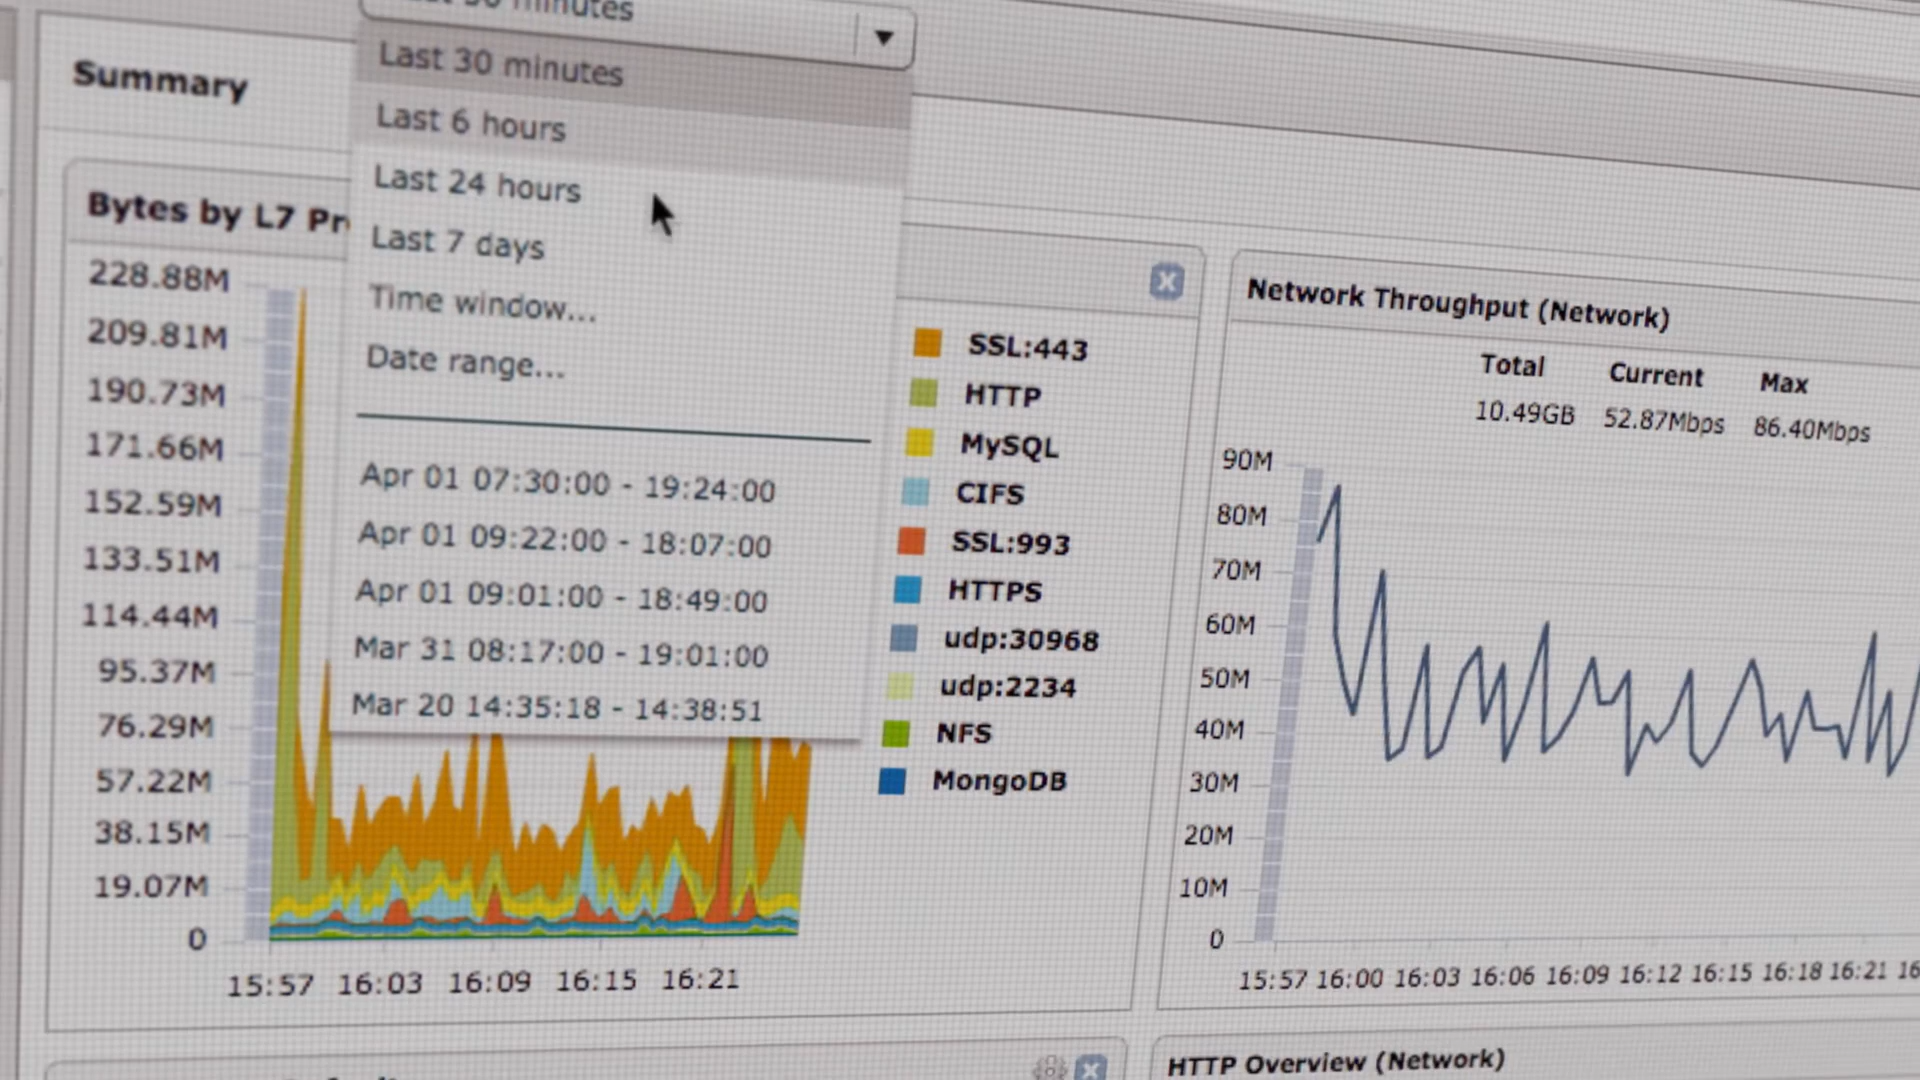 30 minutes
Last 30 minutes
Last 6 hours
Last 24 hours
Last 7 days
Time window...
Date range...
Apr 01 07:30:00 - 19:24:00
Apr 01 09:22:00 - 18:07:00
Apr 01 09:01:00 - 18:49:00
Mar 31 08:17:00 - 19:01:00
Mar 20 14:35:18 - 14:38:51
Summary
Bytes by L7
228.88M
209.81M
190.73M
171.66M
152.59M
133.51M
114.44M
95.37M
76.29M
57.22M
38.15M
19.07M
0
15:57 16:03 16:09 16:15 16:21
SSL:443
HTTP
MySQL
CIFS
SSL:993
HTTPS
udp:30968
udp:2234
NFS
MongoDB
Network Throughput (Network)
Total Current Max
10.49GB 52.87Mbps 86.40Mbps
90M
80M
70M
60M
50M
40M
30M
20M
10M
0
15:57 16:00 16:03 16:06 16:09 16:12 16:15 16:18 16:21 16
HTTP Overview (Network)